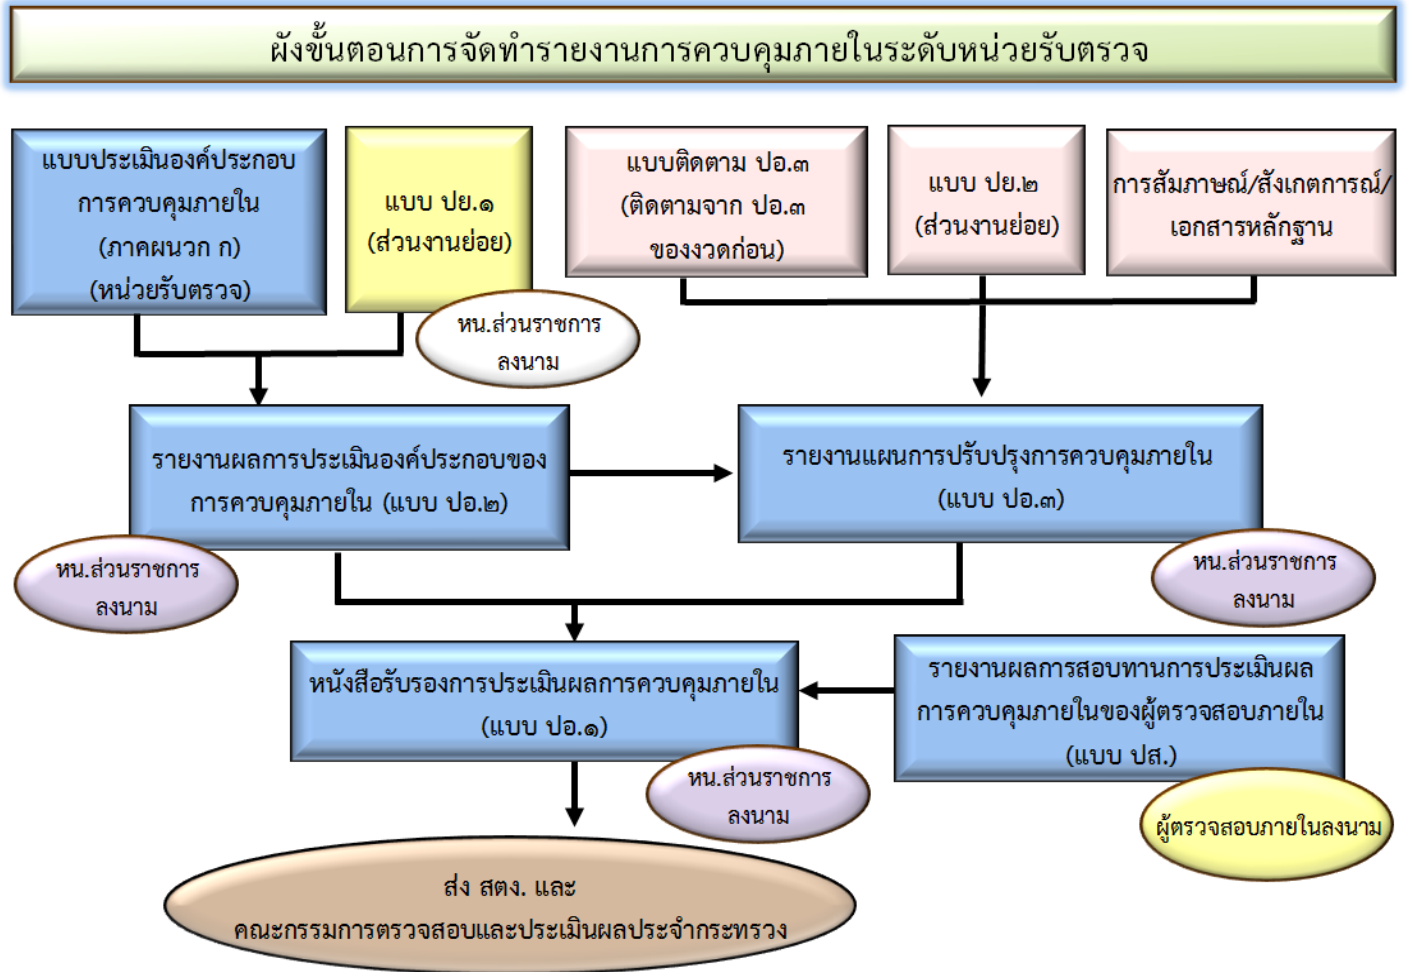 ผังขั้นตอนการจัดทำรายงานการควบคุมภายในระดับหน่วยรับตรวจ
แบบประเมินองค์ประกอบ
การควบคุมภายใน
(ภาคผนวก ก)
(หน่วยรับตรวจ)
แบบ ปย.๑
(ส่วนงานย่อย)
หน.ส่วนราชการ
ลงนาม
แบบติดตาม ปอ.๓
(ติดตามจาก ปอ.๓
ของงวดก่อน)
แบบ ปย.๒
(ส่วนงานย่อย)
การสัมภาษณ์/สังเกตการณ์/
เอกสารหลักฐาน
รายงานผลการประเมินองค์ประกอบของ
การควบคุมภายใน (แบบ ปอ.๒)
หน.ส่วนราชการ
ลงนาม
รายงานแผนการปรับปรุงการควบคุมภายใน
(แบบ ปอ.๓)
หน.ส่วนราชการ
ลงนาม
หนังสือรับรองการประเมินผลการควบคุมภายใน
(แบบ ปอ.๑)
หน.ส่วนราชการ
ลงนาม
รายงานผลการสอบทานการประเมินผล
การควบคุมภายในของผู้ตรวจสอบภายใน
(แบบ ปส.)
ผู้ตรวจสอบภายในลงนาม
ส่ง สตง. และ
คณะกรรมการตรวจสอบและประเมินผลประจำกระทรวง